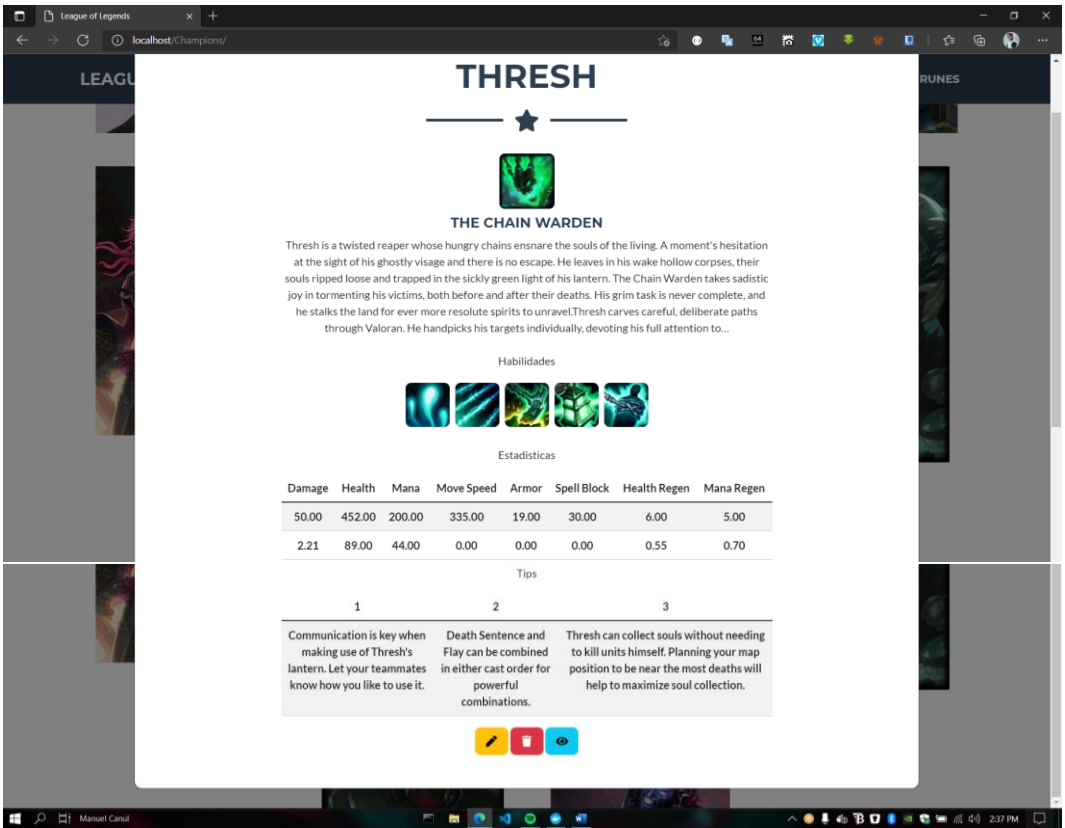 League of Legends
localhost/Champions/
64
LEAGU
RUNES
THRESH
THE CHAIN WARDEN
Thresh is a twisted reaper whose hungry chains ensnare the souls of the living. A moment's hesitation
at the sight of his ghostly visage and there is no escape. He leaves in his wake hollow corpses, their
souls ripped loose and trapped in the sickly green light of his lantern. The Chain Warden takes sadistic
joy in tormenting his victims, both before and after their deaths. His grim task is never complete, and
he stalks the land for ever more resolute spirits to unravel.Thresh carves careful, deliberate paths
through Valoran. He handpicks his targets individually, devoting his full attention to...
Habilidades
Estadisticas
Damage Health Mana Move Speed Armor Spell Block Health Regen Mana Regen
50.00 452.00 200.00 335.00 19.00 30.00 6.00 5.00
2.21 89.00 44.00 0.00 0.00 0.00 0.55 0.70
Tips
1 2 3
Communication is key when
making use of Thresh's
lantern. Let your teammates
know how you like to use it.
Death Sentence and
Flay can be combined
in either cast order for
powerful
combinations.
Thresh can collect souls without needing
to kill units himself. Planning your map
position to be near the most deaths will
help to maximize soul collection.
Manuel Canul
2:37 PM